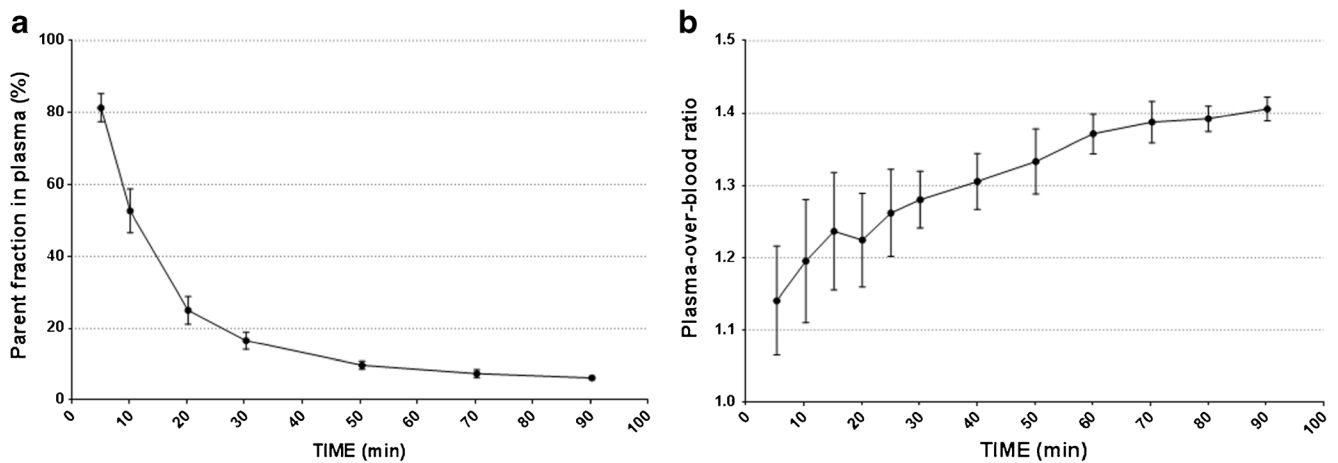 a
100
80
60
40
20
0
Parent fraction in plasma (%)
0 10 20 30 40 50 60 70 80 90 100
TIME (min)
b
1.5
1.4
1.3
1.2
1.1
1.0
Plasma-over-blood ratio
0 10 20 30 40 50 60 70 80 90 100
TIME (min)